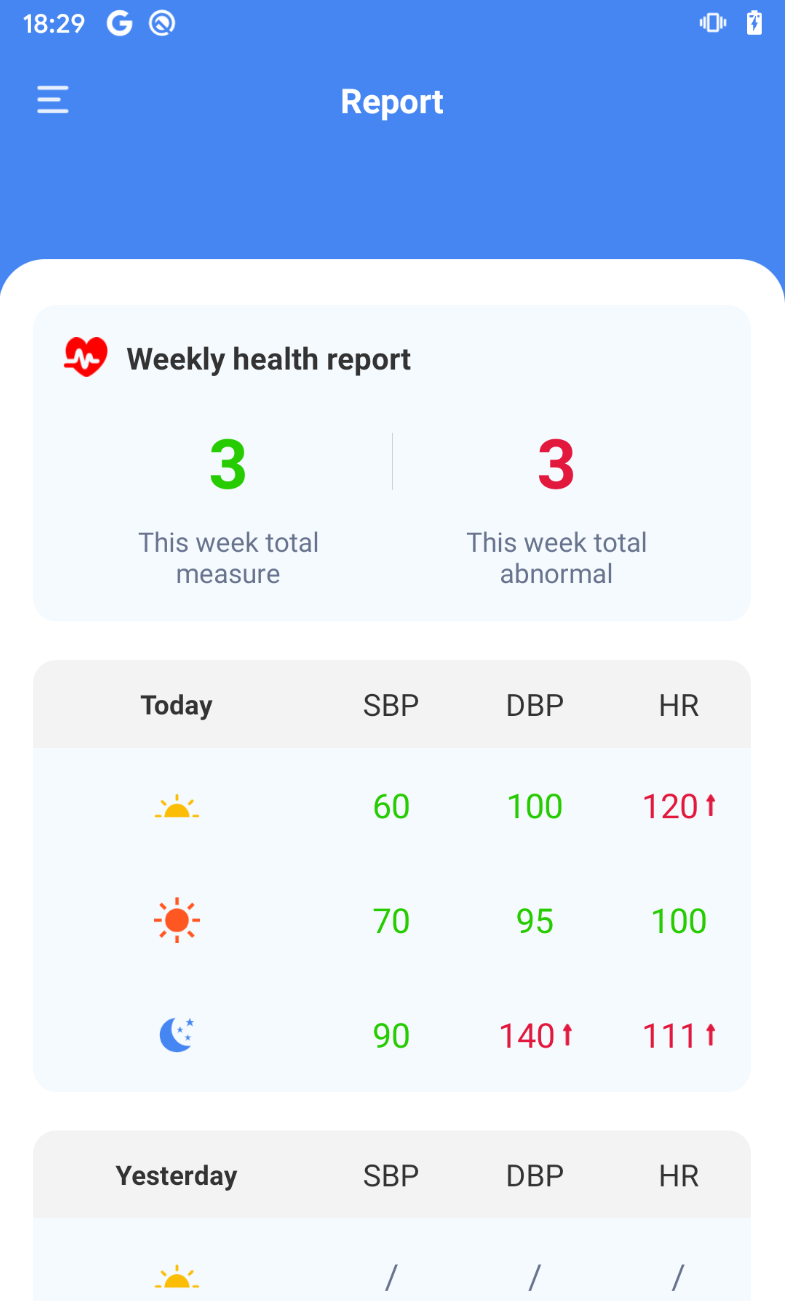 18:29
Report
Weekly health report
3 3
This week total This week total
measure abnormal
Today SBP DBP HR
60 100 120
70 95 100
90 140 111
Yesterday SBP DBP HR
/ / /